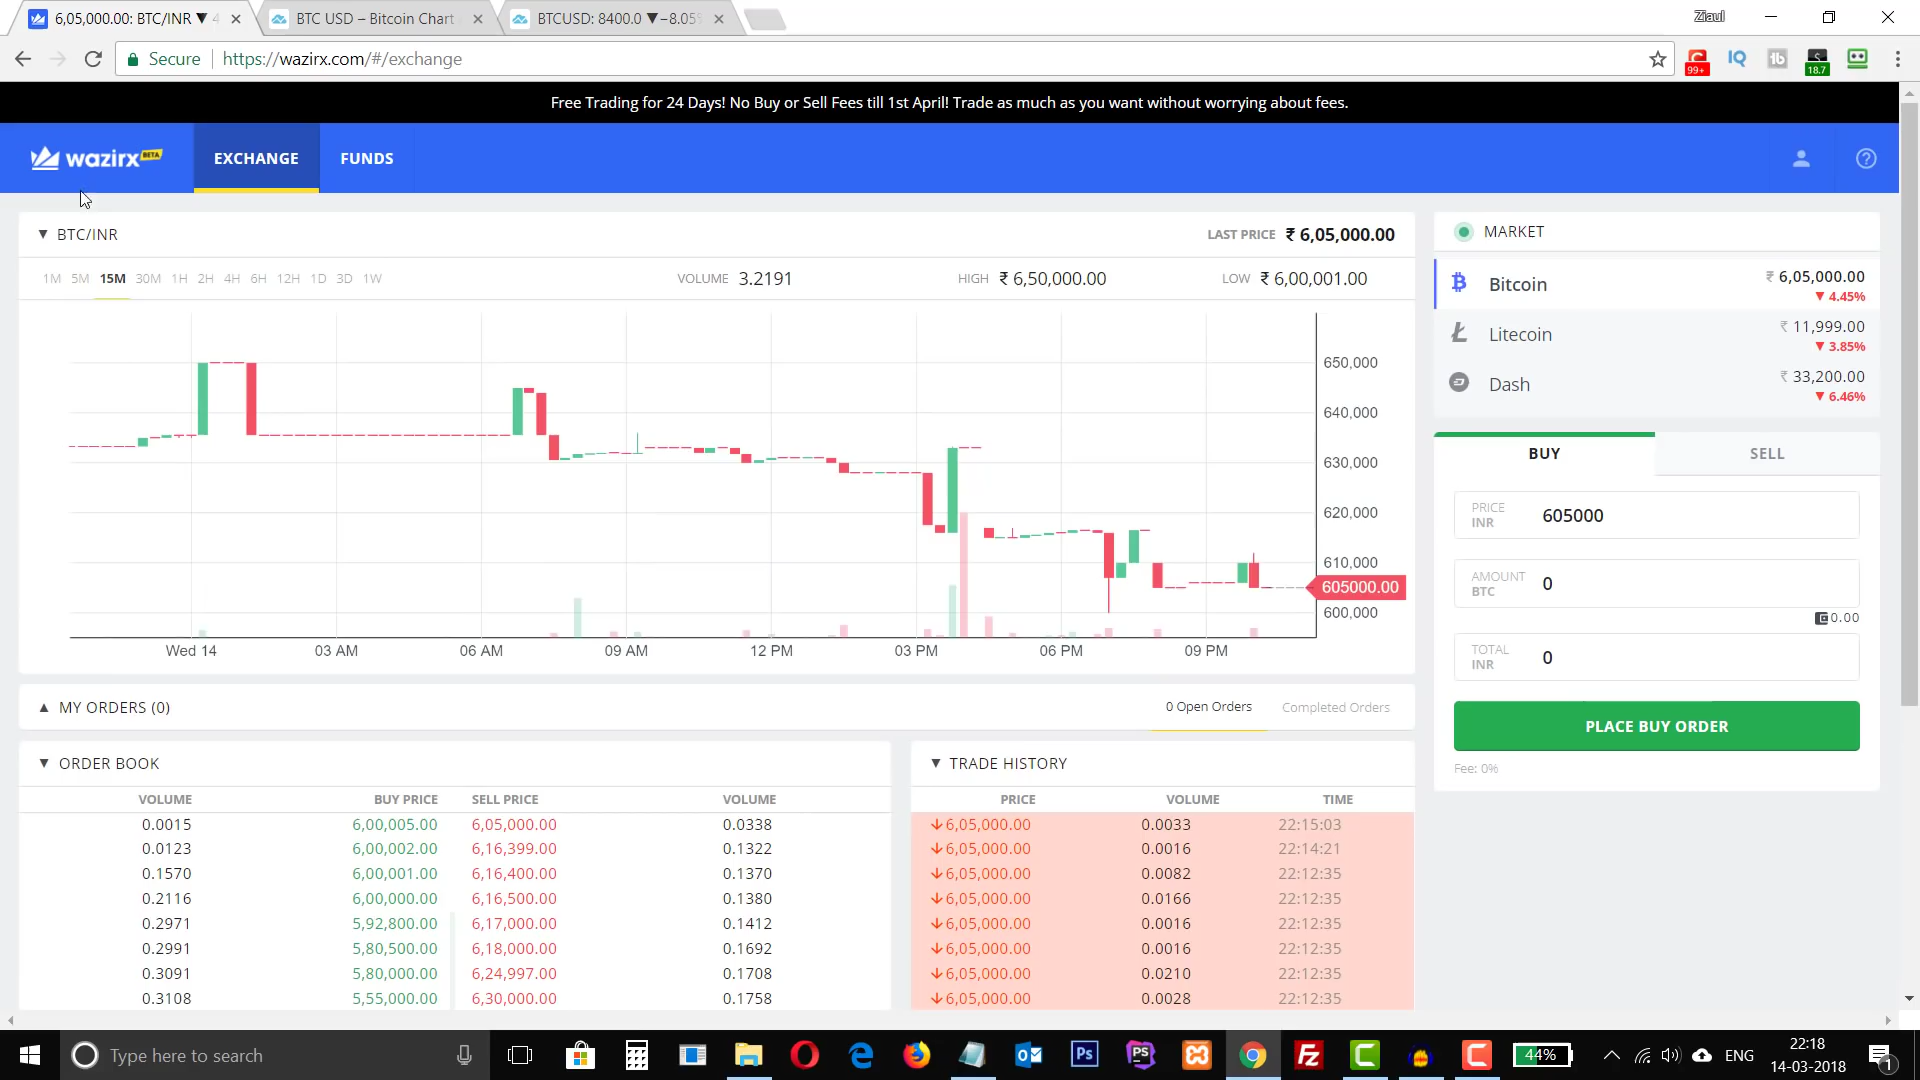 6,05,000.00: BTC/INR ▼ 4
BTC USD – Bitcoin Chart
BTCUSD: 8400.0 ▼−8.05%
Ziaul
Secure
https://wazirx.com/#/exchange
99+
IQ
18.7
Free Trading for 24 Days! No Buy or Sell Fees till 1st April! Trade as much as you want without worrying about fees.
wazirx BETA
EXCHANGE
FUNDS
▼ BTC/INR
LAST PRICE ₹ 6,05,000.00
1M 5M 15M 30M 1H 2H 4H 6H 12H 1D 3D 1W
VOLUME 3.2191
HIGH ₹ 6,50,000.00
LOW ₹ 6,00,001.00
650,000
640,000
630,000
620,000
610,000
605000.00
600,000
Wed 14 03 AM 06 AM 09 AM 12 PM 03 PM 06 PM 09 PM
MARKET
Bitcoin ₹ 6,05,000.00
▼ 4.45%
Litecoin ₹ 11,999.00
▼ 3.85%
Dash ₹ 33,200.00
▼ 6.46%
BUY SELL
PRICE INR 605000
AMOUNT BTC 0
0.00
TOTAL INR 0
PLACE BUY ORDER
Fee: 0%
▲ MY ORDERS (0)
0 Open Orders Completed Orders
▼ ORDER BOOK
VOLUME BUY PRICE SELL PRICE VOLUME
0.0015 6,00,005.00 6,05,000.00 0.0338
0.0123 6,00,002.00 6,16,399.00 0.1322
0.1570 6,00,001.00 6,16,400.00 0.1370
0.2116 6,00,000.00 6,16,500.00 0.1380
0.2971 5,92,800.00 6,17,000.00 0.1412
0.2991 5,80,500.00 6,18,000.00 0.1692
0.3091 5,80,000.00 6,24,997.00 0.1708
0.3108 5,55,000.00 6,30,000.00 0.1758
▼ TRADE HISTORY
PRICE VOLUME TIME
↓ 6,05,000.00 0.0033 22:15:03
↓ 6,05,000.00 0.0016 22:14:21
↓ 6,05,000.00 0.0082 22:12:35
↓ 6,05,000.00 0.0166 22:12:35
↓ 6,05,000.00 0.0016 22:12:35
↓ 6,05,000.00 0.0016 22:12:35
↓ 6,05,000.00 0.0210 22:12:35
↓ 6,05,000.00 0.0028 22:12:35
Type here to search
Ps
PS
Fz
44%
ENG
22:18
14-03-2018
1